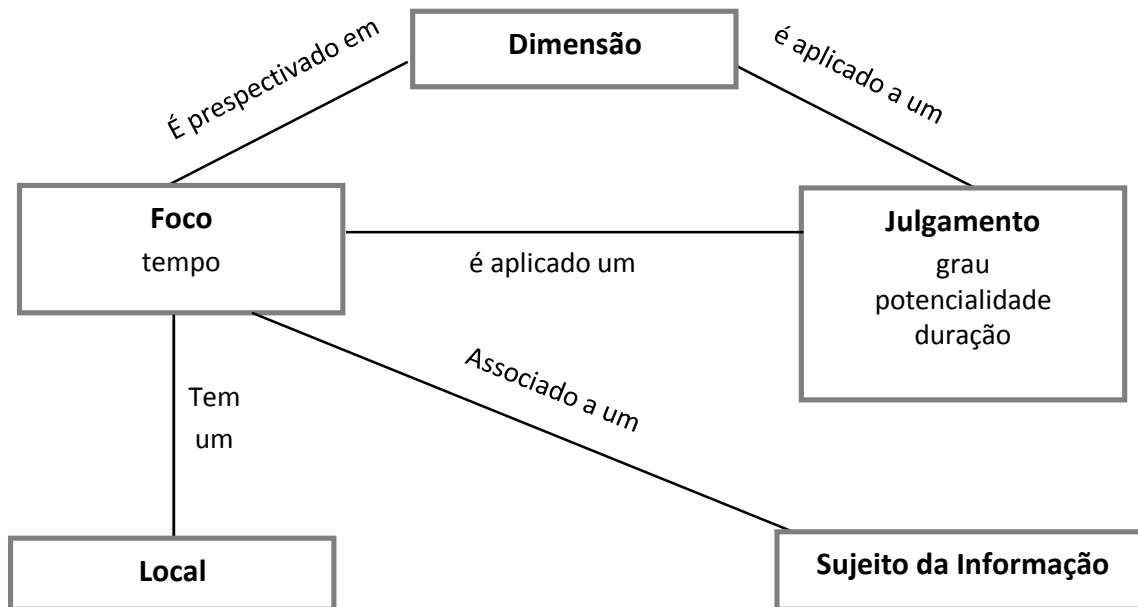 Dimensão
É prespectivado em
é aplicado a um
Foco
tempo
é aplicado um
Julgamento
grau
potencialidade
duração
Tem
um
Associado a um
Local
Sujeito da Informação